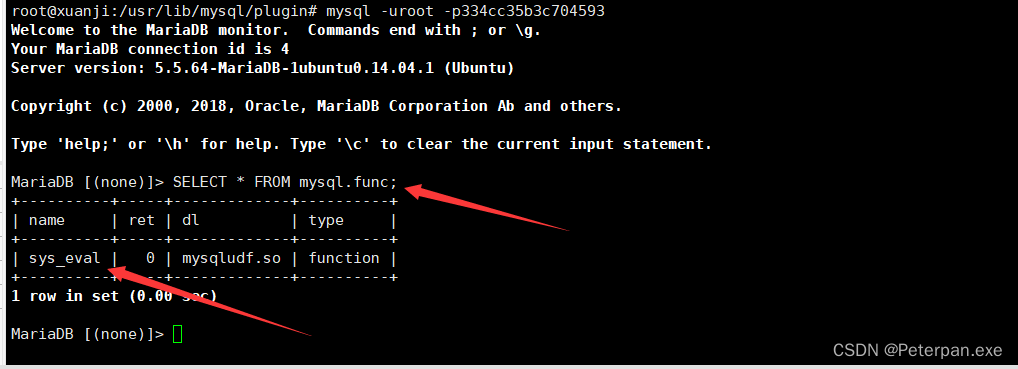 root@xuanji:/usr/lib/mysql/plugin# mysql -uroot -p334cc35b3c704593
Welcome to the MariaDB monitor.  Commands end with ; or \g.
Your MariaDB connection id is 4
Server version: 5.5.64-MariaDB-1ubuntu0.14.04.1 (Ubuntu)
Copyright (c) 2000, 2018, Oracle, MariaDB Corporation Ab and others.
Type 'help;' or '\h' for help. Type '\c' to clear the current input statement.
MariaDB [(none)]> SELECT * FROM mysql.func;
+----------+-----+-------------+----------+
| name     | ret | dl          | type     |
+----------+-----+-------------+----------+
| sys_eval |   0 | mysqludf.so | function |
+----------+-----+-------------+----------+
1 row in set (0.00 sec)
MariaDB [(none)]>
CSDN @Peterpan.exe